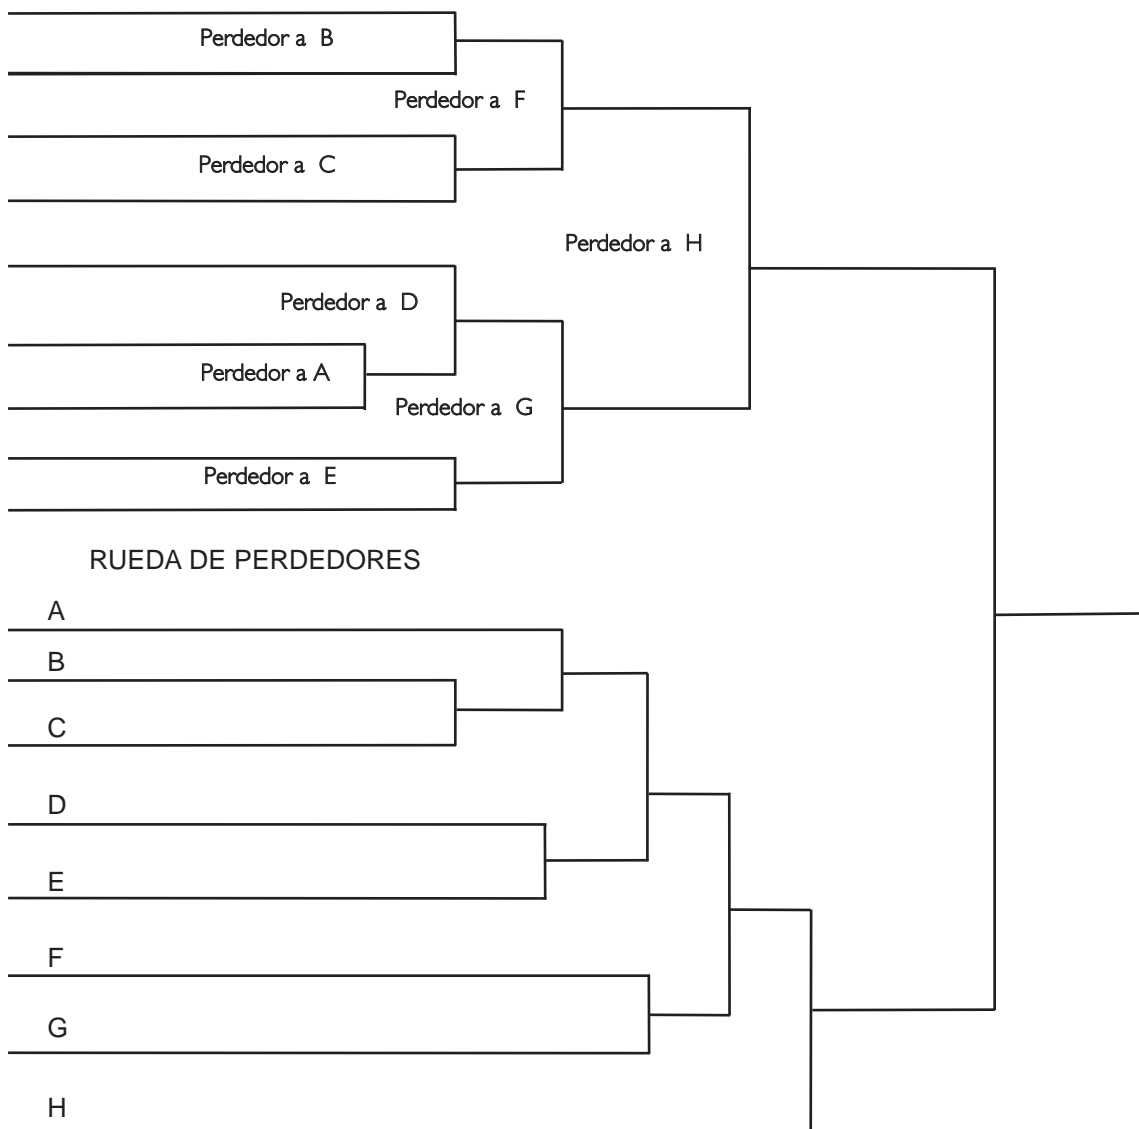 Perdedor a B
Perdedor a F
Perdedor a C
Perdedor a H
Perdedor a D
Perdedor a A
Perdedor a G
Perdedor a E
RUEDA DE PERDEDORES
A
B
C
D
E
F
G
H